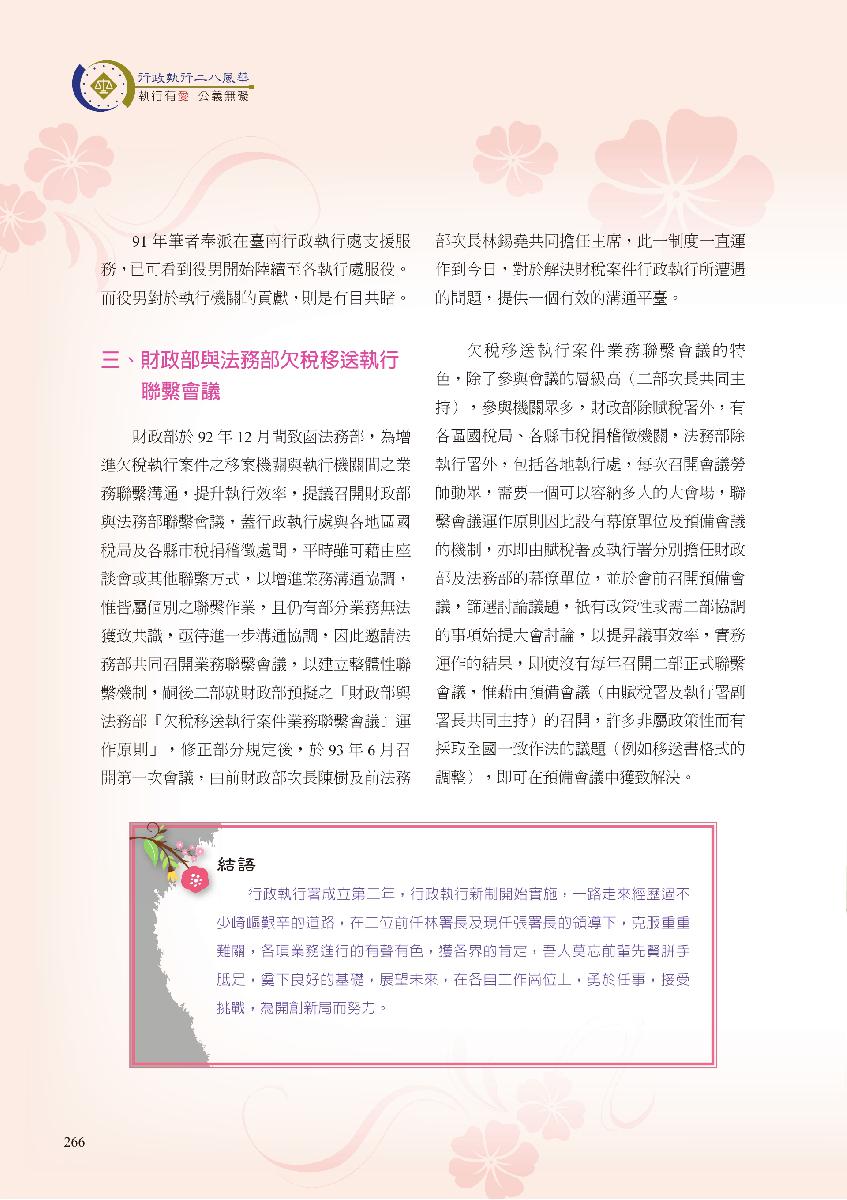 行政執行二八風華
執行有愛 公義無礙
91 年筆者奉派在臺南行政執行處支援服
務，已可看到役男開始陸續至各執行處服役。
而役男對於執行機關的貢獻，則是有目共睹。
三、財政部與法務部欠稅移送執行
聯繫會議
財政部於 92 年 12 月間致函法務部，為增
進欠稅執行案件之移案機關與執行機關間之業
務聯繫溝通，提升執行效率，提議召開財政部
與法務部聯繫會議，蓋行政執行處與各地區國
稅局及各縣市稅捐稽徵處間，平時雖可藉由座
談會或其他聯繫方式，以增進業務溝通協調，
惟皆屬個別之聯繫作業，且仍有部分業務無法
獲致共識，亟待進一步溝通協調，因此邀請法
務部共同召開業務聯繫會議，以建立整體性聯
繫機制，嗣後二部就財政部預擬之「財政部與
法務部『欠稅移送執行案件業務聯繫會議』運
作原則」，修正部分規定後，於 93 年 6 月召
開第一次會議，由前財政部次長陳樹及前法務
部次長林錫堯共同擔任主席，此一制度一直運
作到今日，對於解決財稅案件行政執行所遭遇
的問題，提供一個有效的溝通平臺。
欠稅移送執行案件業務聯繫會議的特
色，除了參與會議的層級高（二部次長共同主
持），參與機關眾多，財政部除賦稅署外，有
各區國稅局、各縣市稅捐稽徵機關，法務部除
執行署外，包括各地執行處，每次召開會議勞
師動眾，需要一個可以容納多人的大會場，聯
繫會議運作原則因此設有幕僚單位及預備會議
的機制，亦即由賦稅署及執行署分別擔任財政
部及法務部的幕僚單位，並於會前召開預備會
議，篩選討論議題，祇有政策性或需二部協調
的事項始提大會討論，以提昇議事效率，實務
運作的結果，即使沒有每年召開二部正式聯繫
會議，惟藉由預備會議（由賦稅署及執行署副
署長共同主持）的召開，許多非屬政策性而有
採取全國一致作法的議題（例如移送書格式的
調整），即可在預備會議中獲致解決。
結語
行政執行署成立第二年，行政執行新制開始實施，一路走來經歷過不
少崎嶇艱辛的道路，在二位前任林署長及現任張署長的領導下，克服重重
難關，各項業務進行的有聲有色，獲各界的肯定，吾人莫忘前輩先賢胼手
胝足，奠下良好的基礎，展望未來，在各自工作崗位上，勇於任事，接受
挑戰，為開創新局而努力。
266